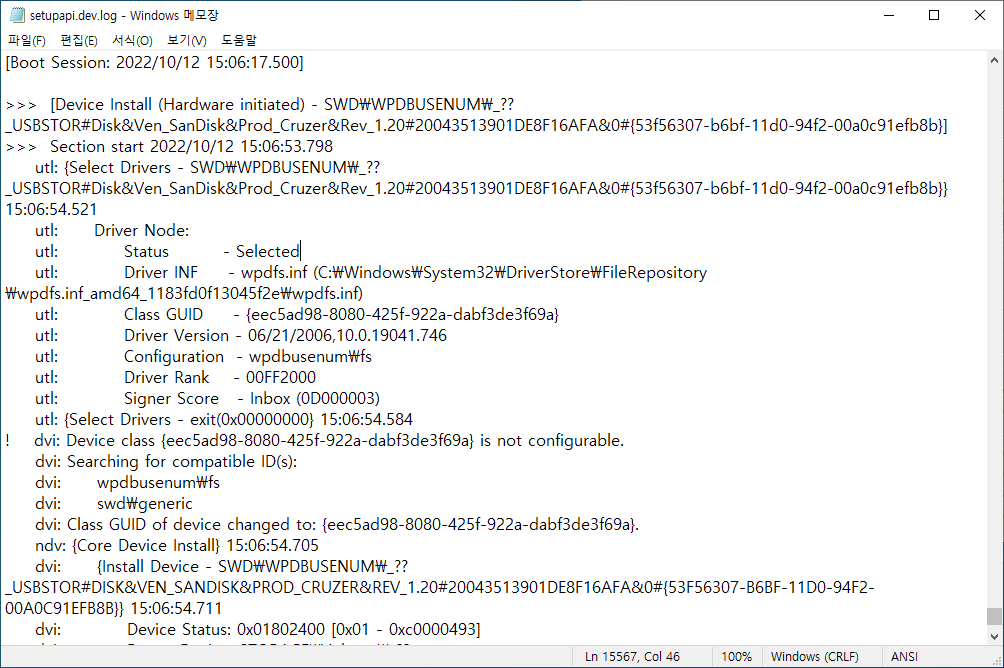 setupapi.dev.log - Windows 메모장
파일(F) 편집(E) 서식(O) 보기(V) 도움말
[Boot Session: 2022/10/12 15:06:17.500]
>>>  [Device Install (Hardware initiated) - SWD₩WPDBUSENUM₩_??
_USBSTOR#Disk&Ven_SanDisk&Prod_Cruzer&Rev_1.20#20043513901DE8F16AFA&0#{53f56307-b6bf-11d0-94f2-00a0c91efb8b}]
>>>  Section start 2022/10/12 15:06:53.798
utl: {Select Drivers - SWD₩WPDBUSENUM₩_??
_USBSTOR#Disk&Ven_SanDisk&Prod_Cruzer&Rev_1.20#20043513901DE8F16AFA&0#{53f56307-b6bf-11d0-94f2-00a0c91efb8b}}
15:06:54.521
utl: Driver Node:
utl: Status - Selected
utl: Driver INF - wpdfs.inf (C:₩Windows₩System32₩DriverStore₩FileRepository
₩wpdfs.inf_amd64_1183fd0f13045f2e₩wpdfs.inf)
utl: Class GUID - {eec5ad98-8080-425f-922a-dabf3de3f69a}
utl: Driver Version - 06/21/2006,10.0.19041.746
utl: Configuration - wpdbusenum₩fs
utl: Driver Rank - 00FF2000
utl: Signer Score - Inbox (0D000003)
utl: {Select Drivers - exit(0x00000000} 15:06:54.584
! dvi: Device class {eec5ad98-8080-425f-922a-dabf3de3f69a} is not configurable.
dvi: Searching for compatible ID(s):
dvi: wpdbusenum₩fs
dvi: swd₩generic
dvi: Class GUID of device changed to: {eec5ad98-8080-425f-922a-dabf3de3f69a}.
ndv: {Core Device Install} 15:06:54.705
dvi: {Install Device - SWD₩WPDBUSENUM₩_??
_USBSTOR#DISK&VEN_SANDISK&PROD_CRUZER&REV_1.20#20043513901DE8F16AFA&0#{53F56307-B6BF-11D0-94F2-
00A0C91EFB8B}} 15:06:54.711
dvi: Device Status: 0x01802400 [0x01 - 0xc0000493]
Ln 15567, Col 46 100% Windows (CRLF) ANSI